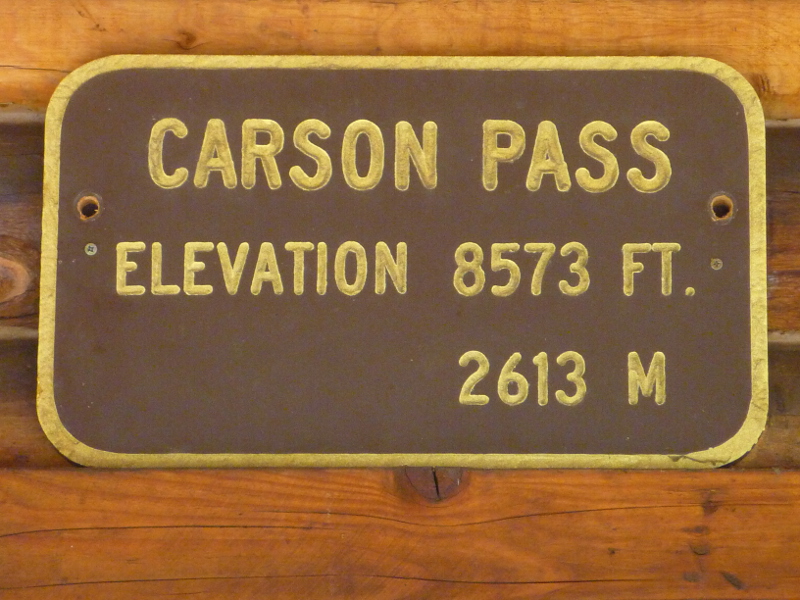 CARSON PASS
ELEVATION 8573 FT.
2613 M